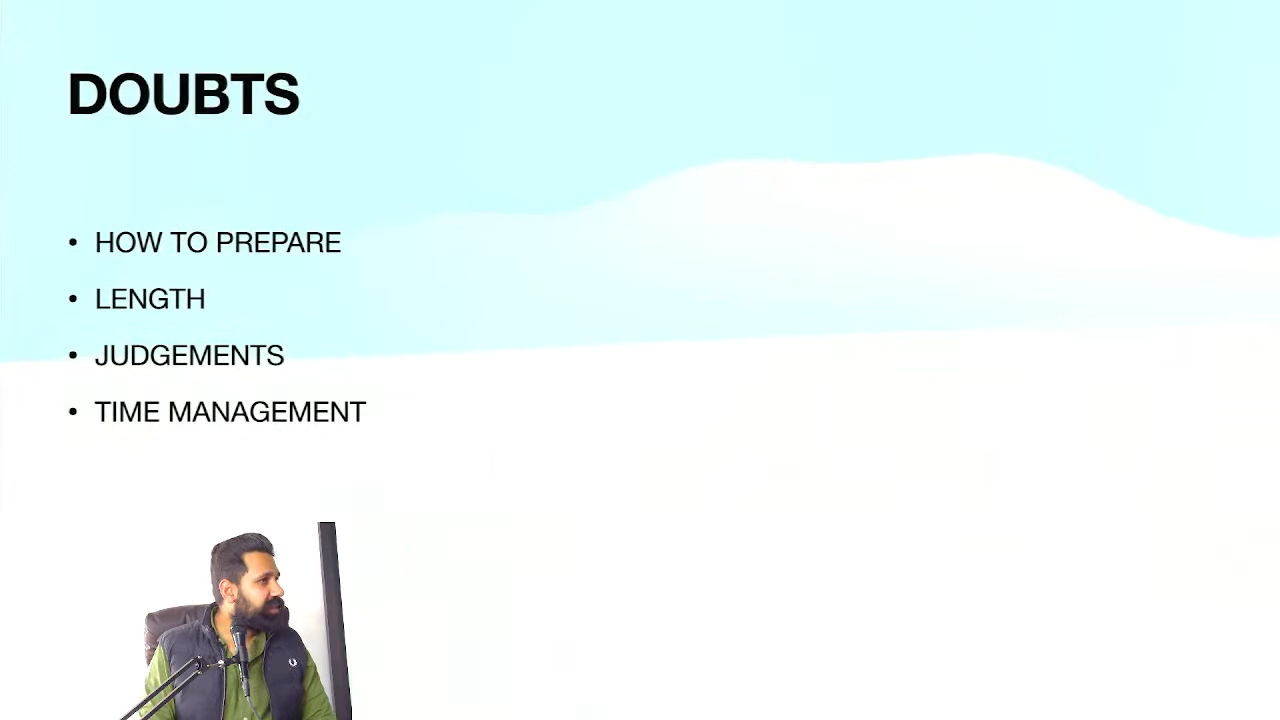 DOUBTS
• HOW TO PREPARE
• LENGTH
• JUDGEMENTS
• TIME MANAGEMENT